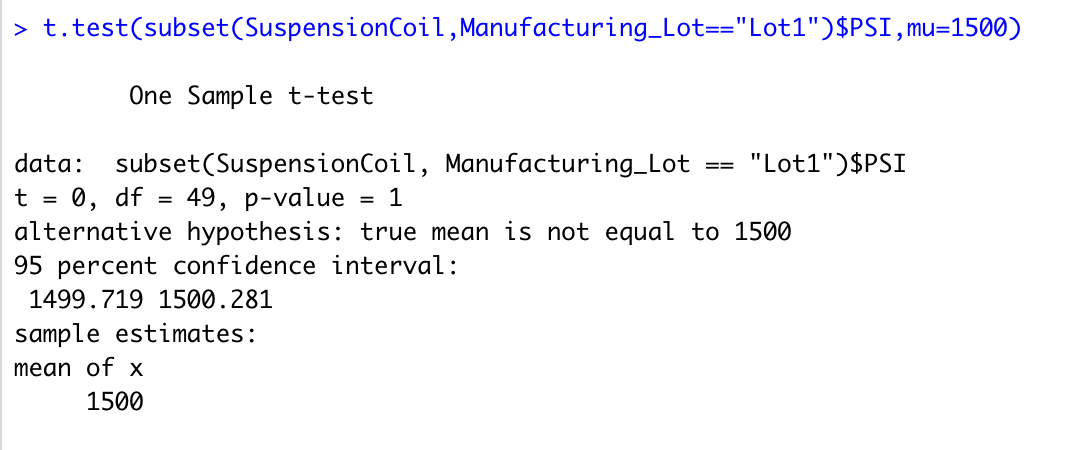 > t.test(subset(SuspensionCoil,Manufacturing_Lot=="Lot1")$PSI,mu=1500)
One Sample t-test
data:  subset(SuspensionCoil, Manufacturing_Lot == "Lot1")$PSI
t = 0, df = 49, p-value = 1
alternative hypothesis: true mean is not equal to 1500
95 percent confidence interval:
1499.719 1500.281
sample estimates:
mean of x
1500